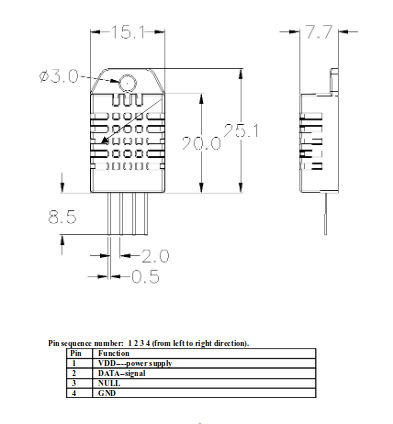 15.1
7.7
Ø3.0
25.1
20.0
8.5
2.0
0.5
Pin sequence number: 1 2 3 4 (from left to right direction).
Pin Function
1 VDD----power supply
2 DATA--signal
3 NULL
4 GND